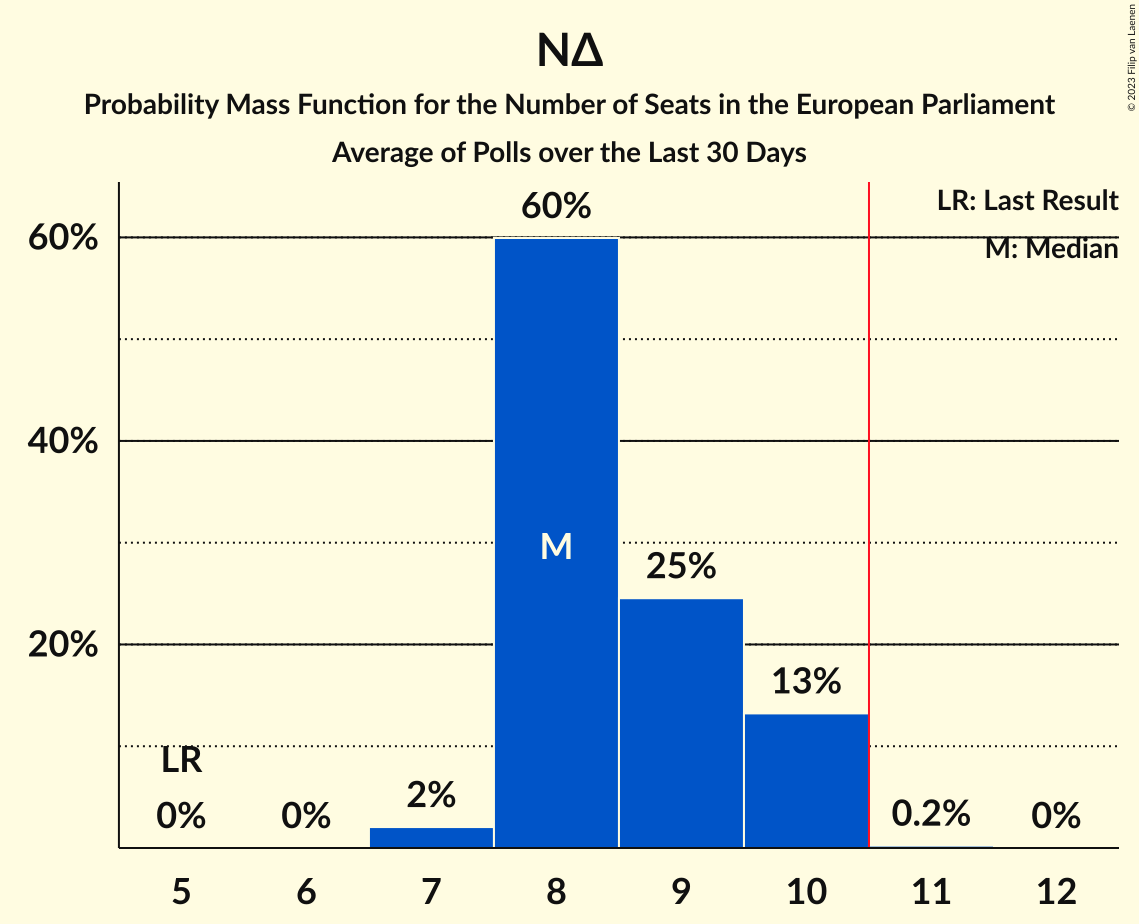 ΝΔ
Probability Mass Function for the Number of Seats in the European Parliament
Average of Polls over the Last 30 Days
© 2023 Filip van Laenen
LR: Last Result
M: Median
60%
40%
20%
LR
0%
0%
2%
60%
M
25%
13%
0.2%
0%
5 6 7 8 9 10 11 12